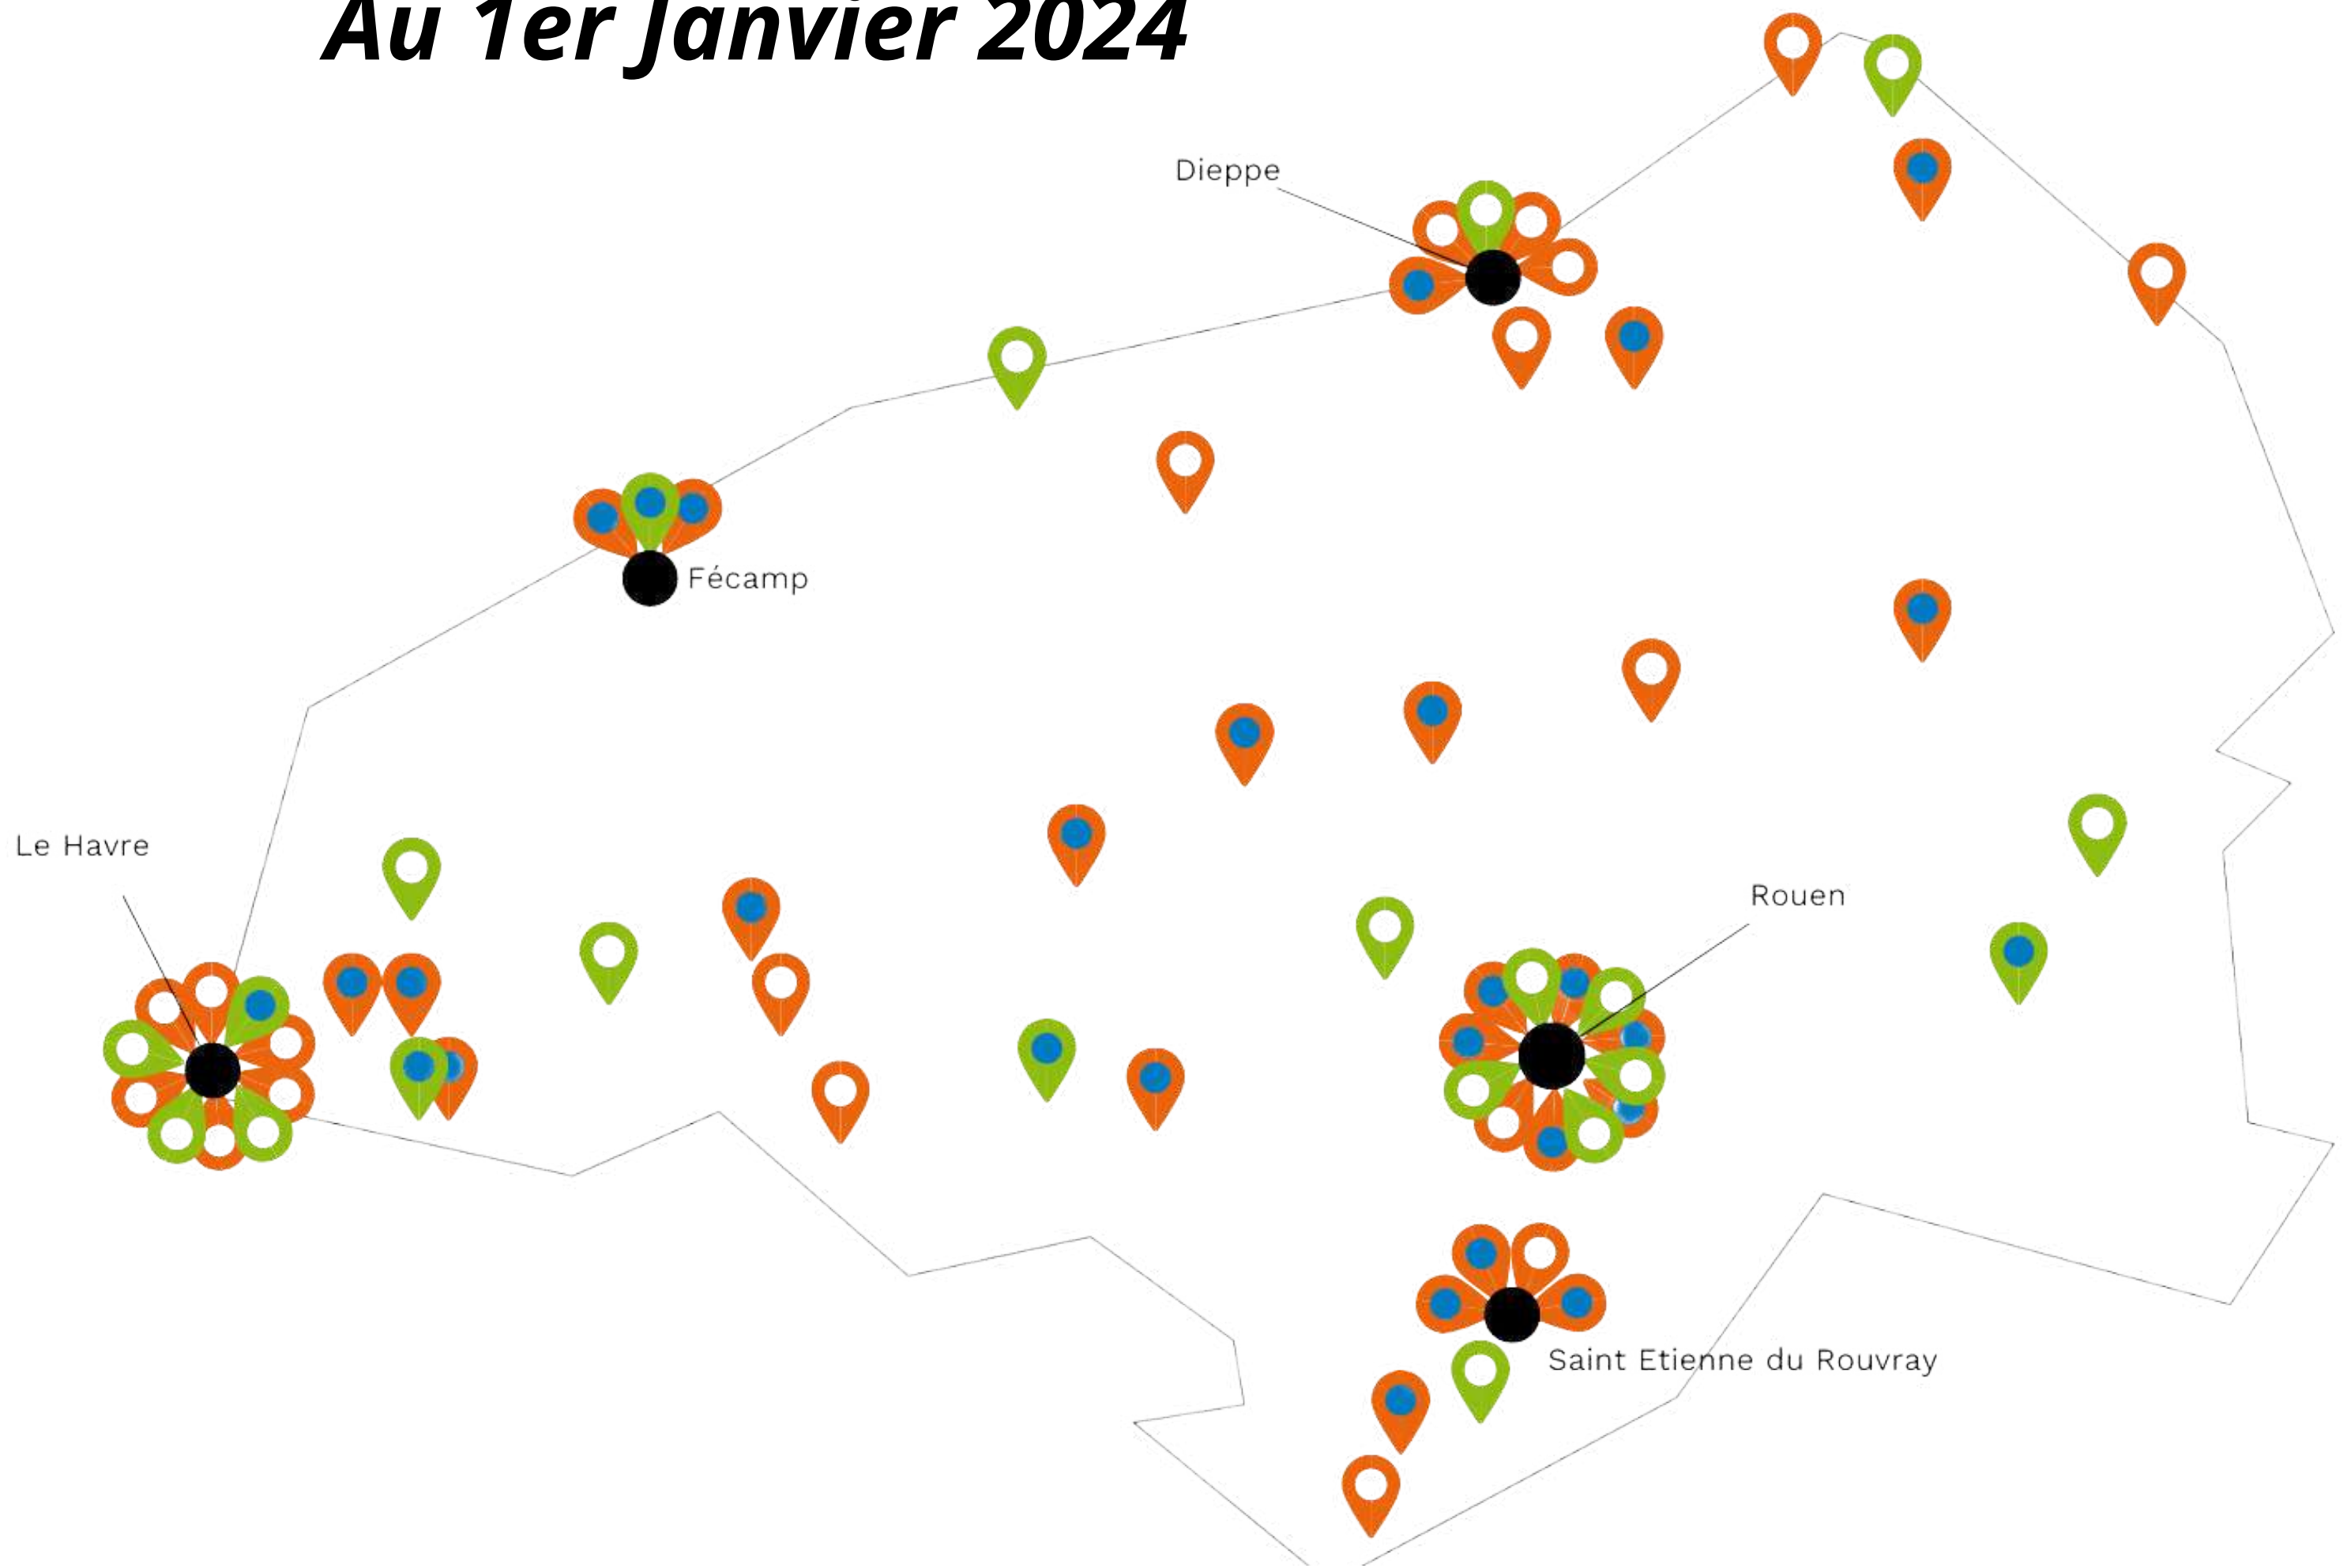 Au 1er Janvier 2024
Dieppe
Fécamp
Le Havre
Rouen
Saint Etienne du Rouvray